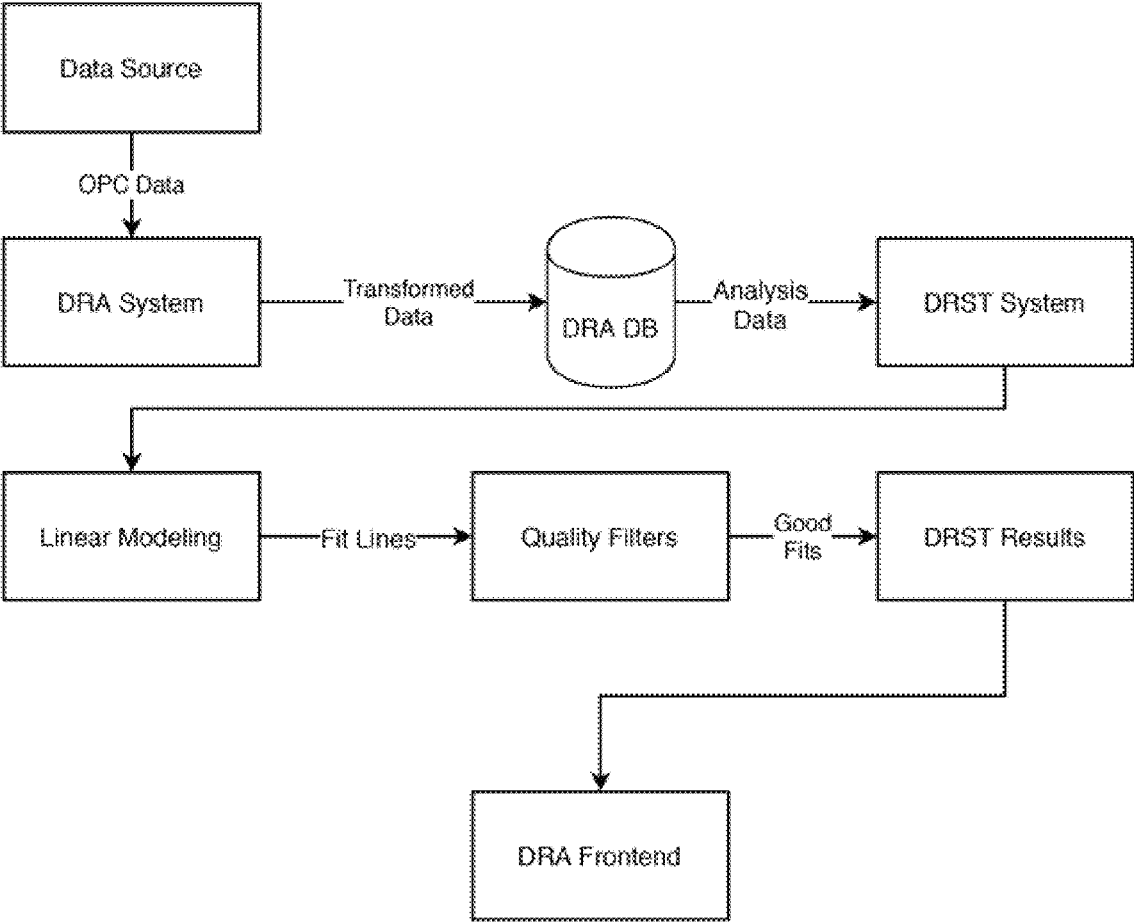 Data Source
OPC Data
DRA System
Transformed
Data
DRA DB
Analysis
Data
DRST System
Linear Modeling
Fit Lines
Quality Filters
Good
Fits
DRST Results
DRA Frontend